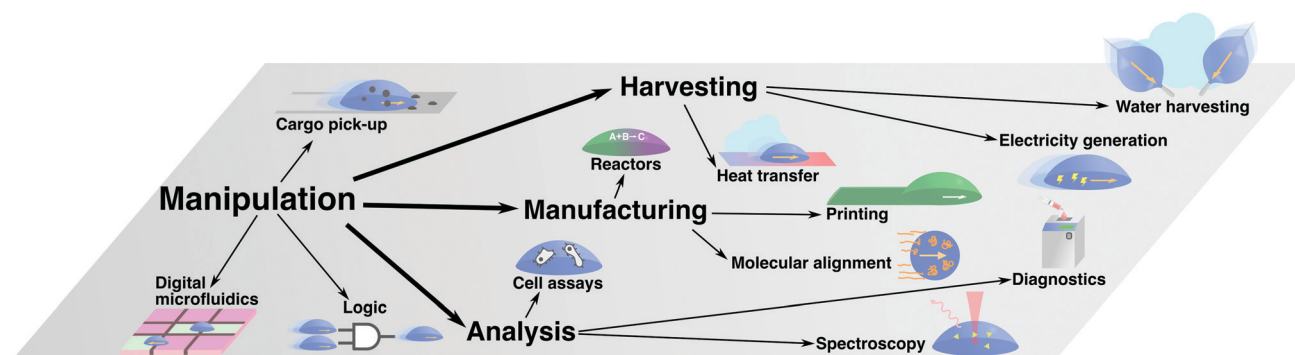 Harvesting
Water harvesting
Cargo pick-up
A+B→C
Electricity generation
Reactors
Heat transfer
Manipulation
Manufacturing
Printing
Molecular alignment
Diagnostics
Cell assays
Digital
microfluidics
Logic
Analysis
Spectroscopy